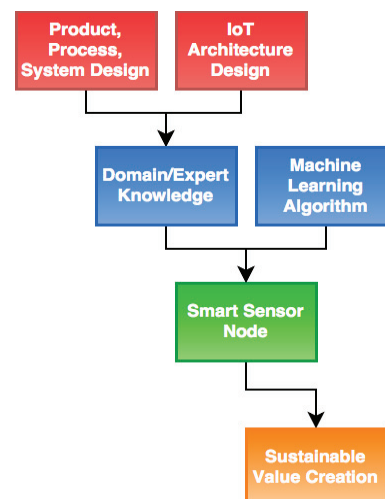 Product,
Process,
System Design
IoT
Architecture
Design
Domain/Expert
Knowledge
Machine
Learning
Algorithm
Smart Sensor
Node
Sustainable
Value Creation